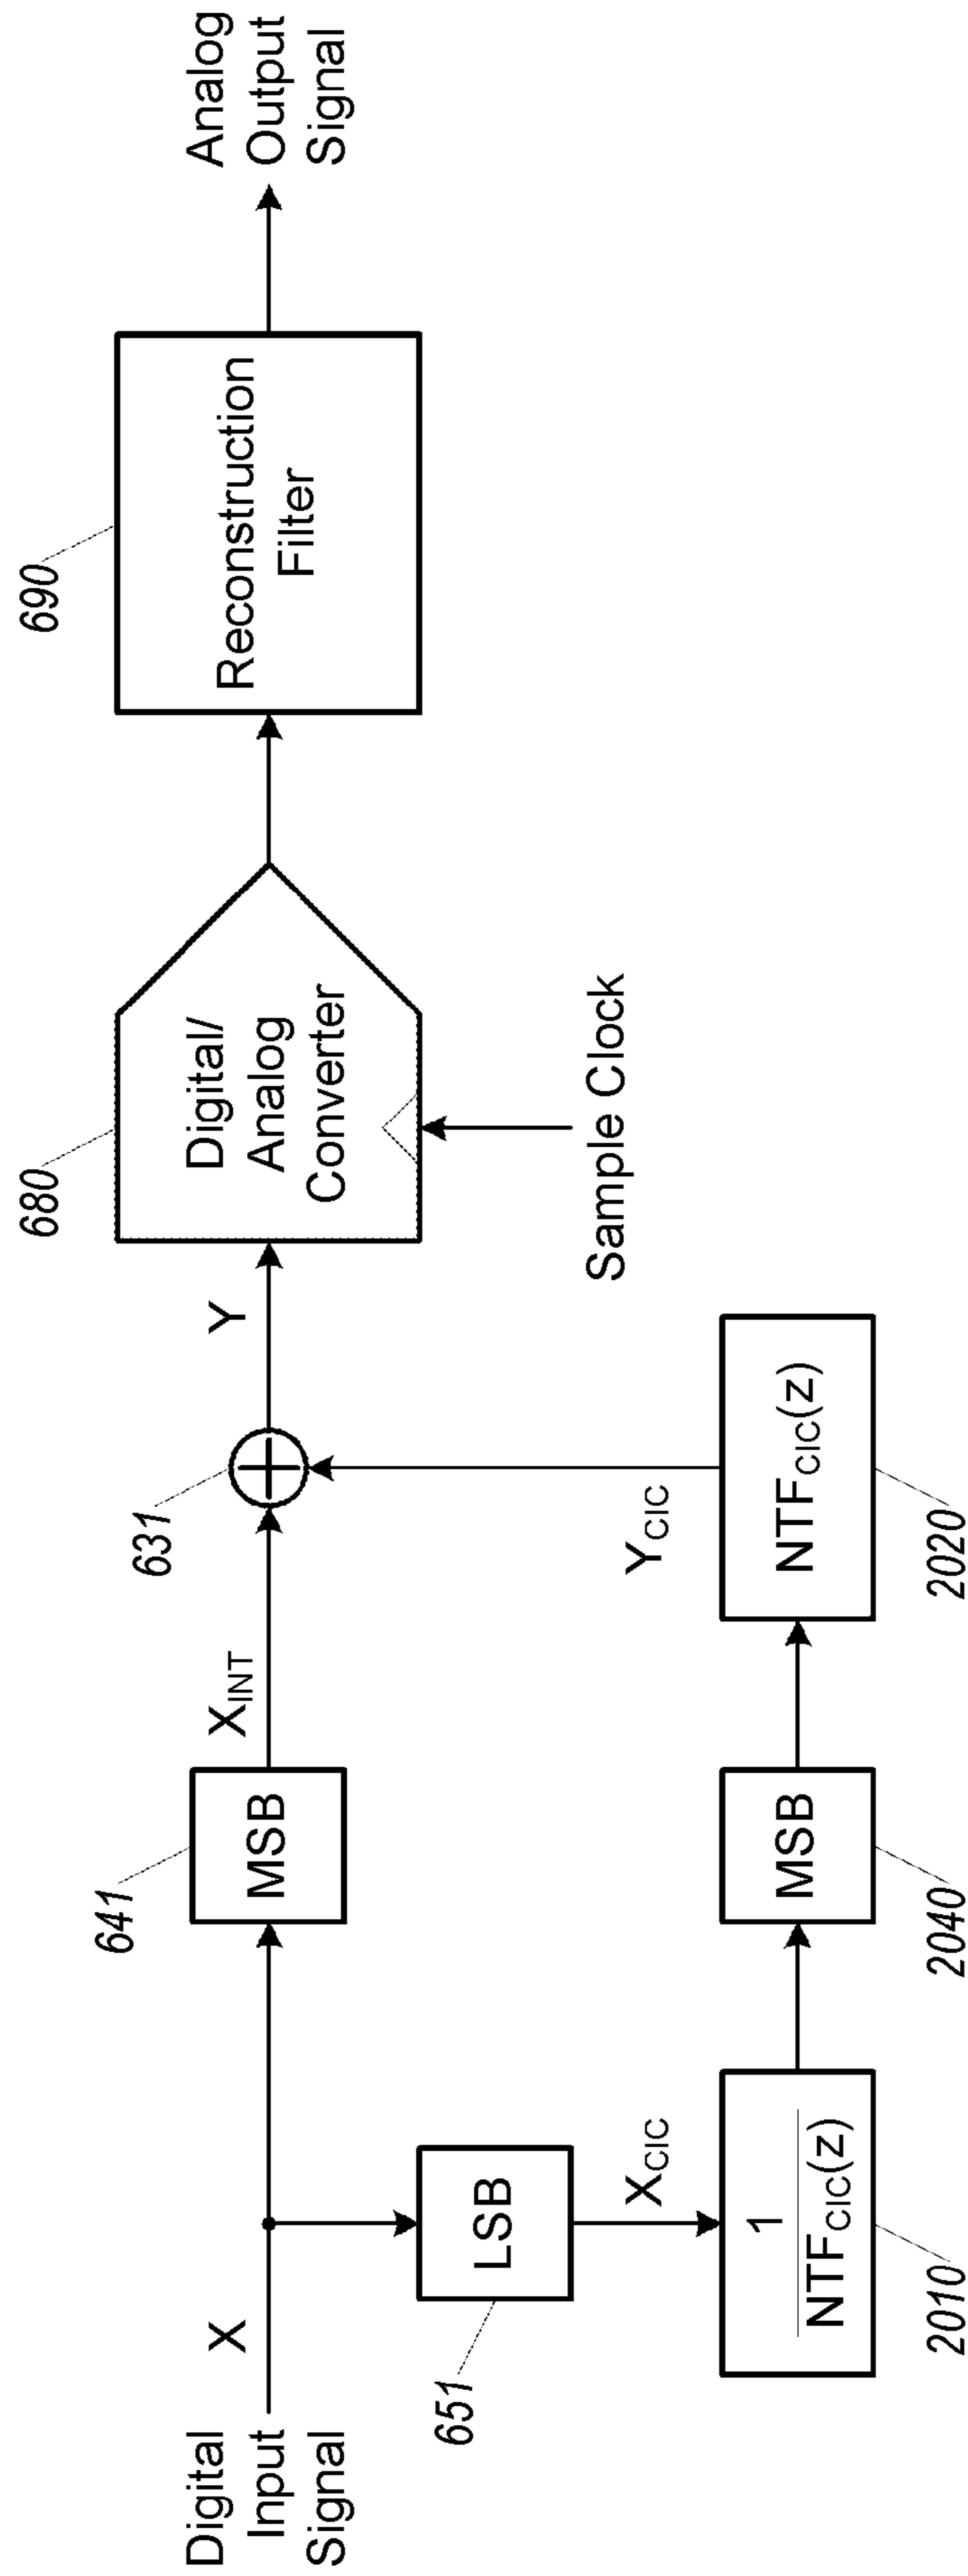 Digital
Input
Signal
X
641
MSB
X_INT
631
Y
680
Digital/
Analog
Converter
Sample Clock
690
Reconstruction
Filter
Analog
Output
Signal
651
LSB
X_CIC
1
NTF_CIC(z)
2010
MSB
2040
NTF_CIC(z)
2020
Y_CIC